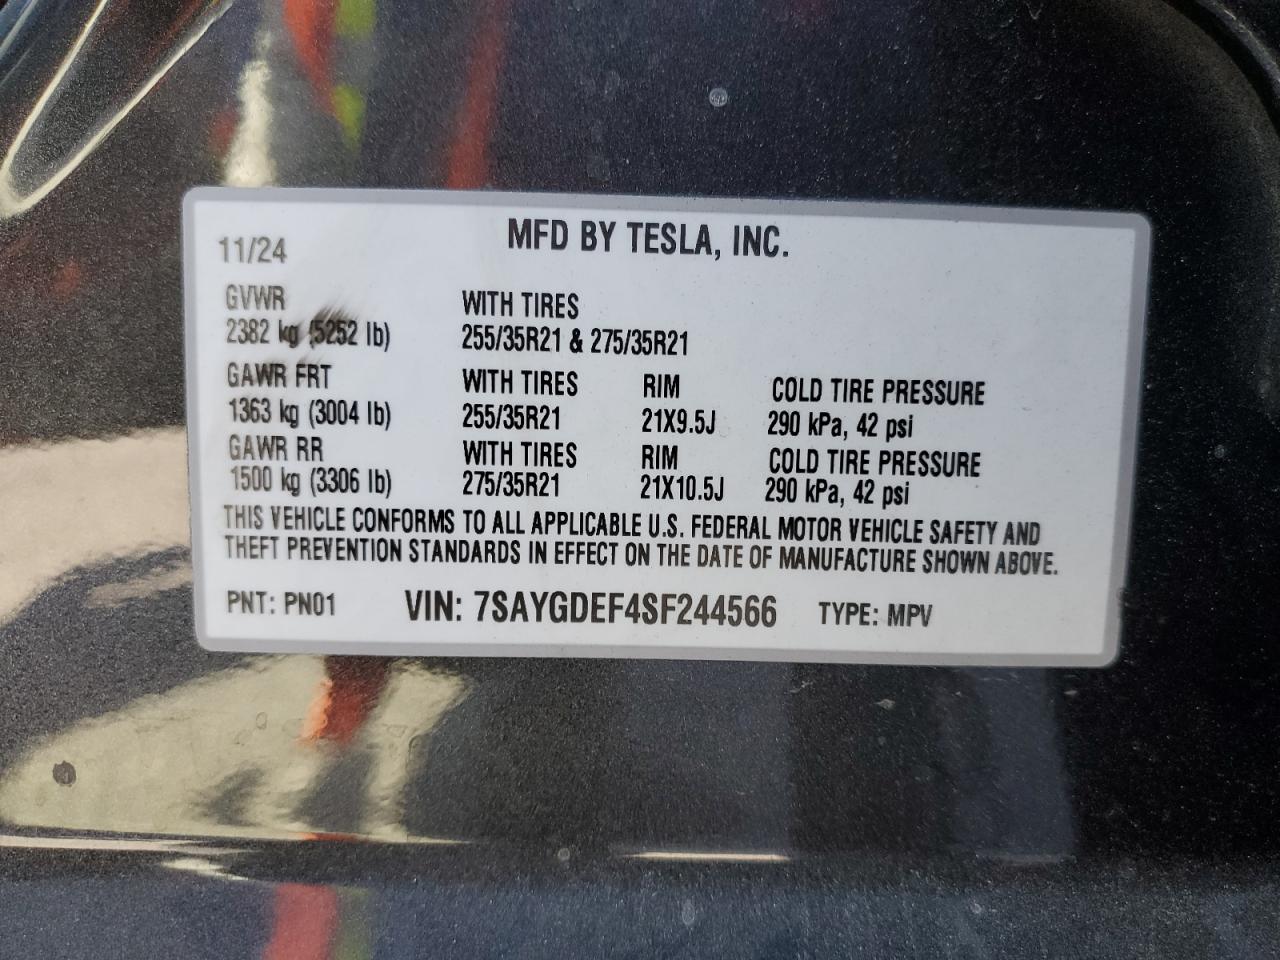 MFD BY TESLA, INC.
11/24
GVWR WITH TIRES
2382 kg (5252 lb) 255/35R21 & 275/35R21
GAWR FRT WITH TIRES RIM COLD TIRE PRESSURE
1363 kg (3004 lb) 255/35R21 21X9.5J 290 kPa, 42 psi
GAWR RR WITH TIRES RIM COLD TIRE PRESSURE
1500 kg (3306 lb) 275/35R21 21X10.5J 290 kPa, 42 psi
THIS VEHICLE CONFORMS TO ALL APPLICABLE U.S. FEDERAL MOTOR VEHICLE SAFETY AND
THEFT PREVENTION STANDARDS IN EFFECT ON THE DATE OF MANUFACTURE SHOWN ABOVE.
PNT: PN01 VIN: 7SAYGDEF4SF244566 TYPE: MPV